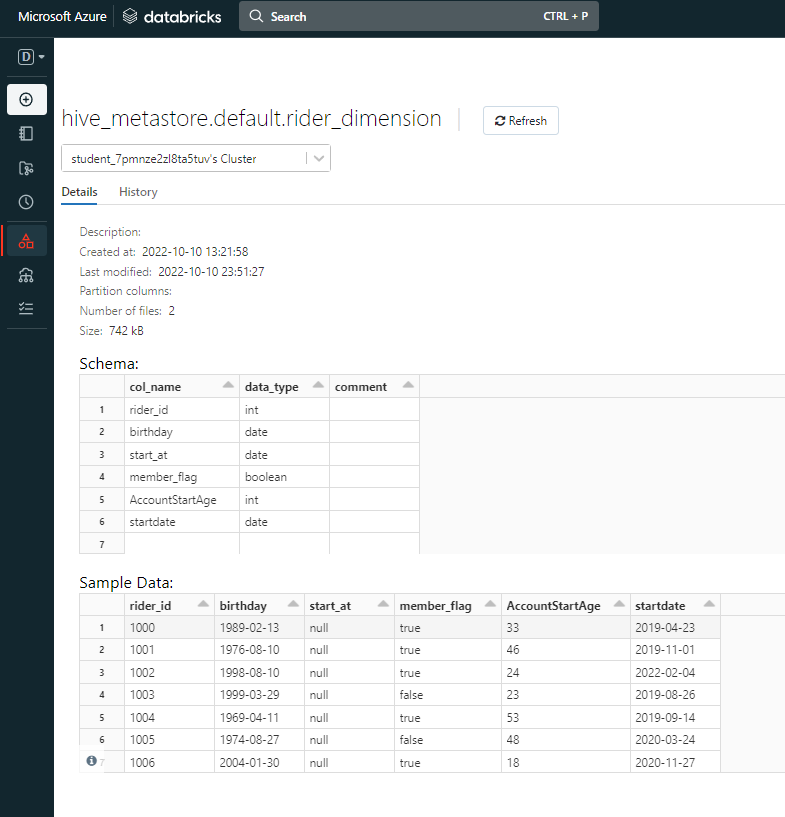 Microsoft Azure databricks Search CTRL + P
D
hive_metastore.default.rider_dimension Refresh
student_7pmnze2zl8ta5tuv's Cluster
Details History
Description:
Created at: 2022-10-10 13:21:58
Last modified: 2022-10-10 23:51:27
Partition columns:
Number of files: 2
Size: 742 kB
Schema:
col_name data_type comment
1 rider_id int
2 birthday date
3 start_at date
4 member_flag boolean
5 AccountStartAge int
6 startdate date
7
Sample Data:
rider_id birthday start_at member_flag AccountStartAge startdate
1 1000 1989-02-13 null true 33 2019-04-23
2 1001 1976-08-10 null true 46 2019-11-01
3 1002 1998-08-10 null true 24 2022-02-04
4 1003 1999-03-29 null false 23 2019-08-26
5 1004 1969-04-11 null true 53 2019-09-14
6 1005 1974-08-27 null false 48 2020-03-24
7 1006 2004-01-30 null true 18 2020-11-27